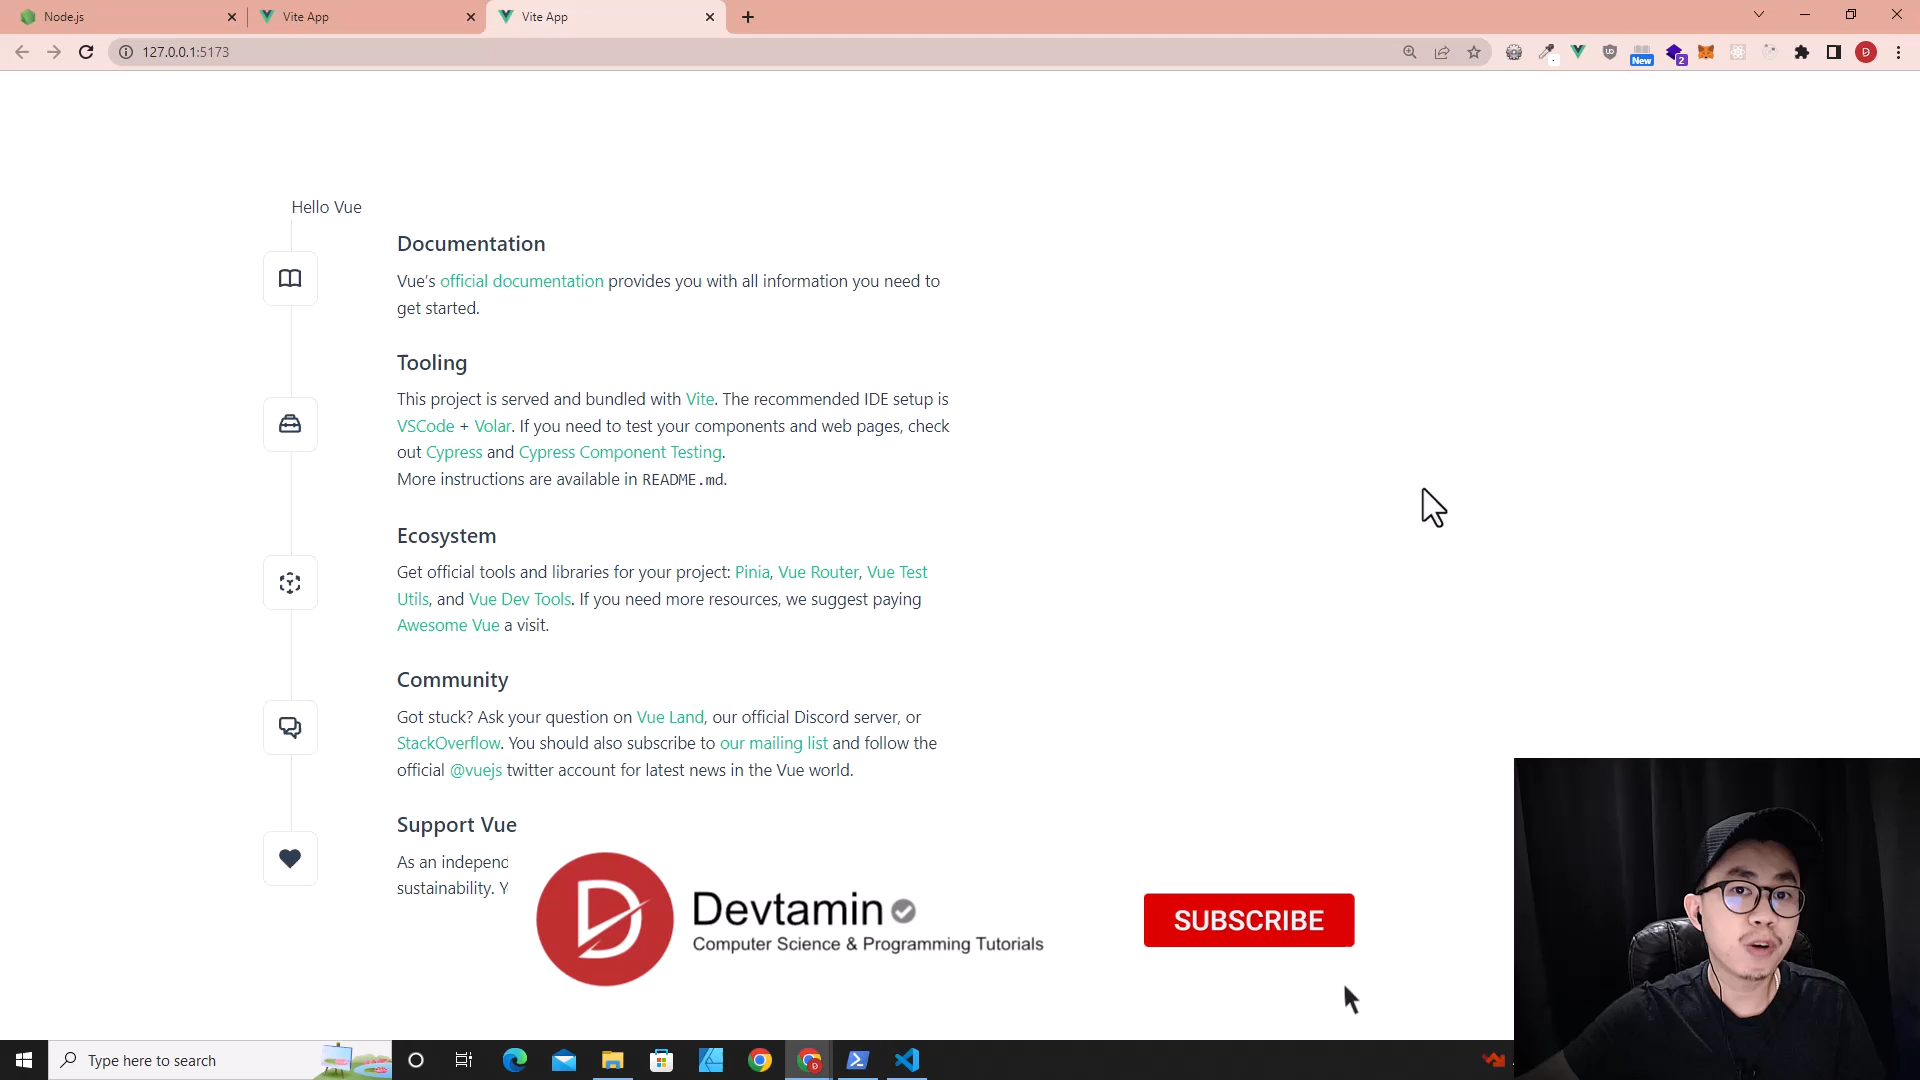 Node.js
Vite App
Vite App
127.0.0.1:5173
New
2
D
Hello Vue
Documentation
Vue's official documentation provides you with all information you need to
get started.
Tooling
This project is served and bundled with Vite. The recommended IDE setup is
VSCode + Volar. If you need to test your components and web pages, check
out Cypress and Cypress Component Testing.
More instructions are available in README.md.
Ecosystem
Get official tools and libraries for your project: Pinia, Vue Router, Vue Test
Utils, and Vue Dev Tools. If you need more resources, we suggest paying
Awesome Vue a visit.
Community
Got stuck? Ask your question on Vue Land, our official Discord server, or
StackOverflow. You should also subscribe to our mailing list and follow the
official @vuejs twitter account for latest news in the Vue world.
Support Vue
As an independ
sustainability. Y
Devtamin
Computer Science & Programming Tutorials
SUBSCRIBE
Type here to search